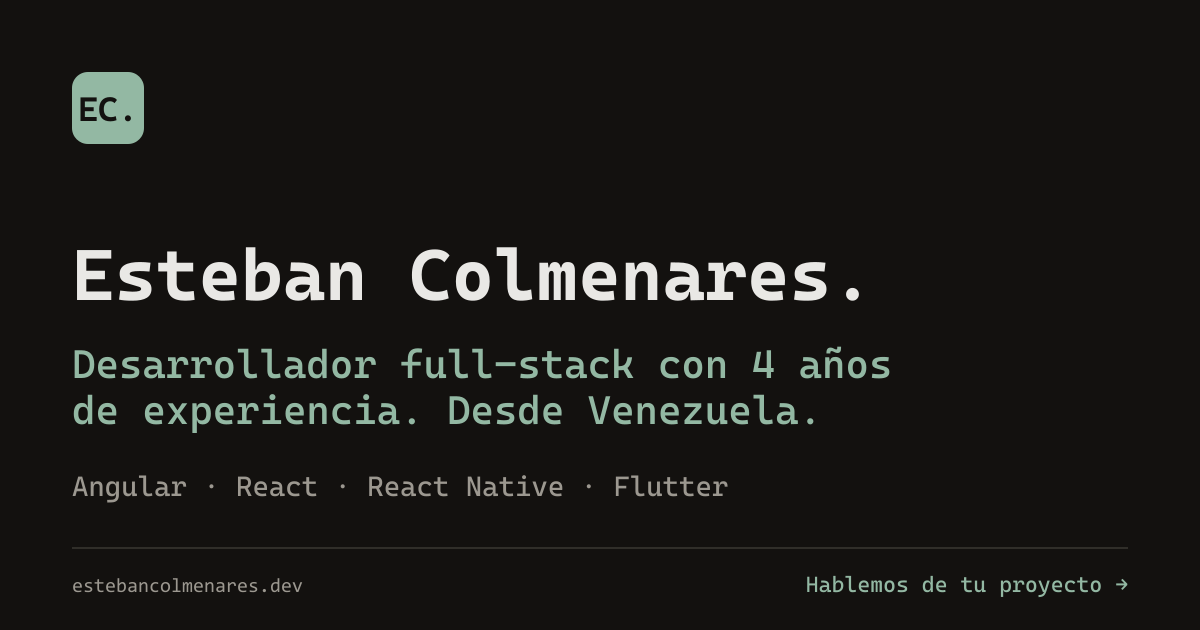 EC.
Esteban Colmenares.
Desarrollador full-stack con 4 años
de experiencia. Desde Venezuela.
Angular · React · React Native · Flutter
estebancolmenares.dev
Hablemos de tu proyecto →